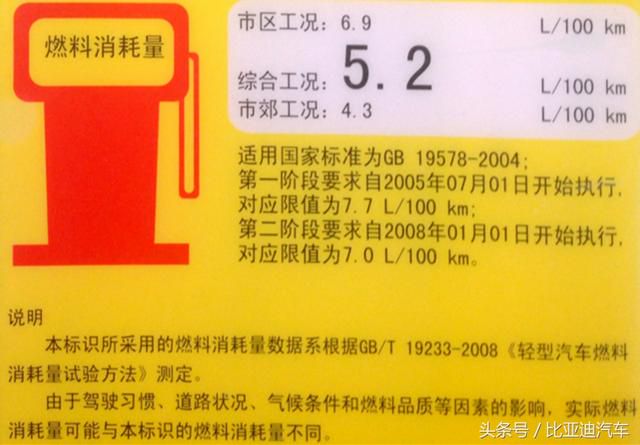 燃料消耗量
市区工况: 6.9 L/100 km
综合工况: 5.2 L/100 km
市郊工况: 4.3 L/100 km
适用国家标准为GB 19578-2004;
第一阶段要求自2005年07月01日开始执行,
对应限值为7.7 L/100 km;
第二阶段要求自2008年01月01日开始执行,
对应限值为7.0 L/100 km。
说明
本标识所采用的燃料消耗量数据系根据GB/T 19233-2008《轻型汽车燃料
消耗量试验方法》测定。
由于驾驶习惯、道路状况、气候条件和燃料品质等因素的影响, 实际燃料
消耗量可能与本标识的燃料消耗量不同。
头条号/比亚迪汽车